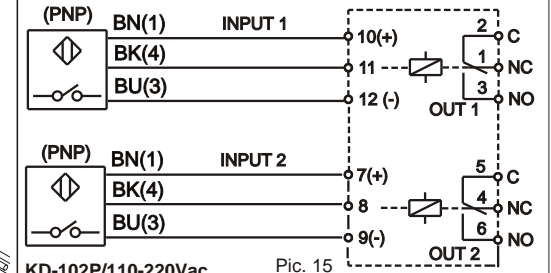 (PNP)
BN(1) INPUT 1
10(+)
2 C
BK(4)
11
1 NC
BU(3)
12 (-)
3 NO
OUT 1
(PNP)
BN(1) INPUT 2
7(+)
5 C
BK(4)
8
4 NC
BU(3)
9(-)
6 NO
OUT 2
KD-102P/110-220Vac
Pic. 15